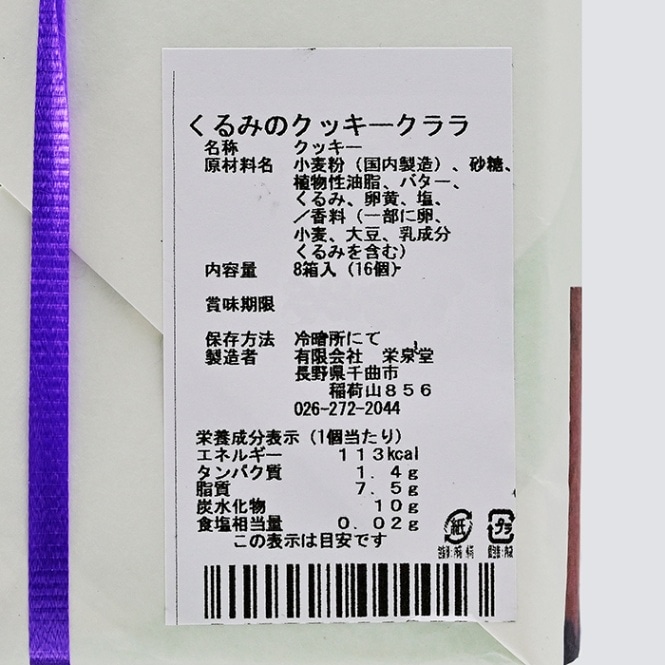 くるみのクッキークララ
名称 クッキー
原材料名 小麦粉（国内製造）、砂糖、
植物性油脂、バター、
くるみ、卵黄、塩、
／香料（一部に卵、
小麦、大豆、乳成分
くるみを含む）
内容量 8箱入（16個）
賞味期限
保存方法 冷暗所にて
製造者 有限会社 栄泉堂
長野県千曲市
稲荷山８５６
026-272-2044
栄養成分表示（1個当たり）
エネルギー １１３kcal
タンパク質 １．４ｇ
脂質 ７．５ｇ
炭水化物 １０ｇ
食塩相当量 ０．０２ｇ
この表示は目安です
紙 プラ